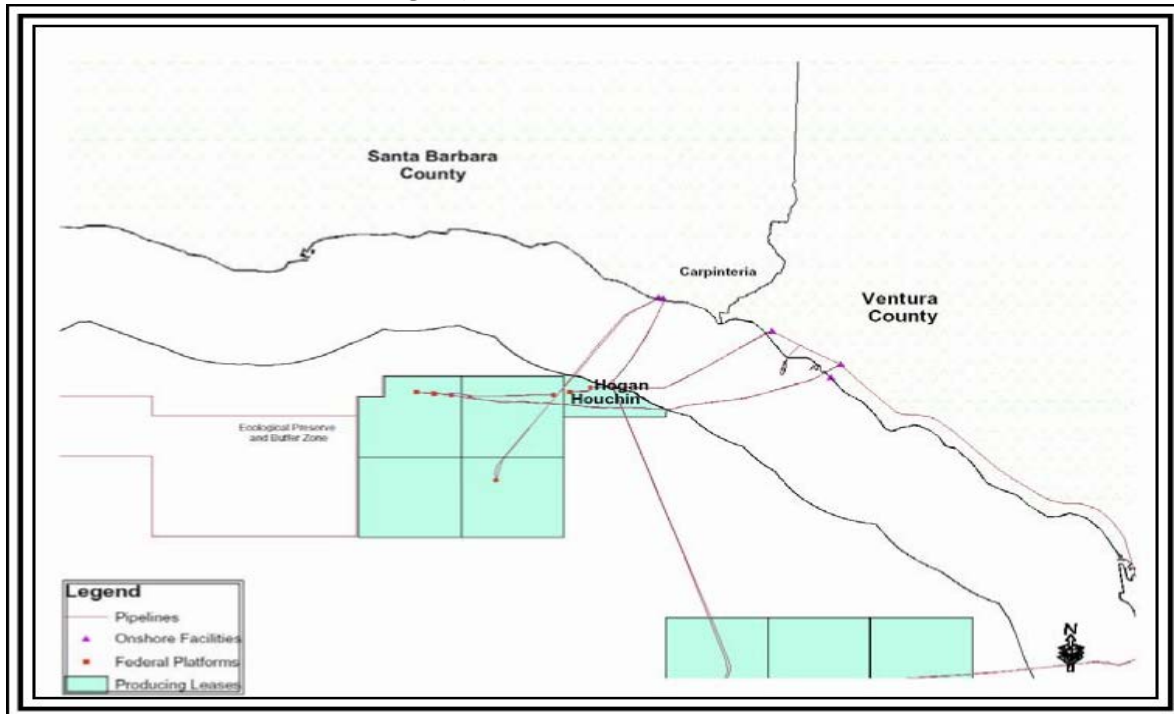 Santa Barbara
County
Carpinteria
Ventura
County
Hogan
Houchin
Ecological Preserve
and Buffer Zone
Legend
Pipelines
Onshore Facilities
Federal Platforms
Producing Leases
N